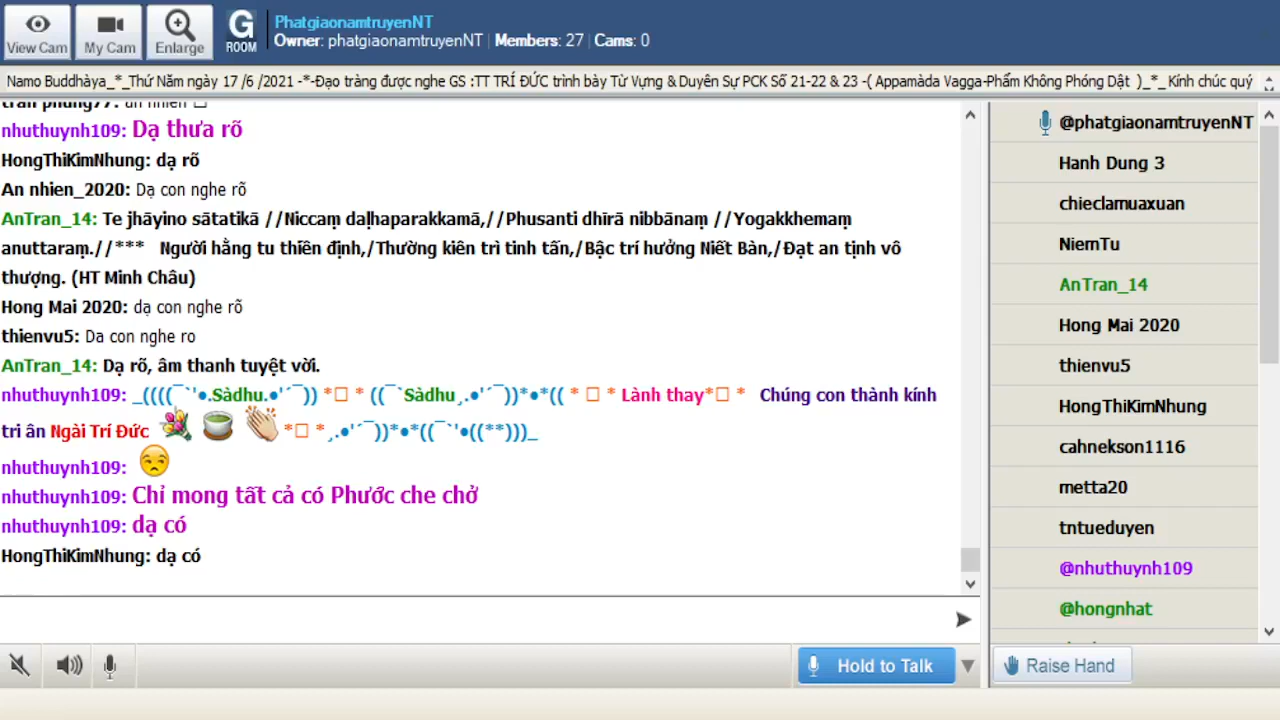 View Cam
My Cam
Enlarge
G
ROOM
PhatgiaonamtruyenNT
Owner: phatgiaonamtruyenNT | Members: 27 | Cams: 0
Namo Buddhàya_*_Thứ Năm ngày 17 /6 /2021 -*-Đạo tràng được nghe GS :TT TRÍ ĐỨC trình bày Từ Vựng & Duyên Sự PCK Số 21-22 & 23 -( Appamàda Vagga-Phẩm Không Phóng Dật )_*_ Kính chúc quý
tran phung77: an nhien
nhuthuynh109: Dạ thưa rõ
HongThiKimNhung: dạ rõ
An nhien_2020: Dạ con nghe rõ
AnTran_14: Te jhāyino sātatikā //Niccaṃ daḷhaparakkamā,//Phusanti dhīrā nibbānaṃ //Yogakkhemaṃ
anuttaraṃ.//*** Người hằng tu thiền định,/Thường kiên trì tinh tấn,/Bậc trí hưởng Niết Bàn,/Đạt an tịnh vô
thượng. (HT Minh Châu)
Hong Mai 2020: dạ con nghe rõ
thienvu5: Da con nghe ro
AnTran_14: Dạ rõ, âm thanh tuyệt vời.
nhuthuynh109: _((((¯`'•.Sàdhu.•'´¯)) *□ * ((¯`Sàdhu¸.•'´¯))*•*(( * □ * Lành thay*□ * Chúng con thành kính
tri ân Ngài Trí Đức *□ *¸.•'´¯))*•*((¯`'•((**)))_
nhuthuynh109:
nhuthuynh109: Chỉ mong tất cả có Phước che chở
nhuthuynh109: dạ có
HongThiKimNhung: dạ có
@phatgiaonamtruyenNT
Hanh Dung 3
chieclamuaxuan
NiemTu
AnTran_14
Hong Mai 2020
thienvu5
HongThiKimNhung
cahnekson1116
metta20
tntueduyen
@nhuthuynh109
@hongnhat
Hold to Talk
Raise Hand